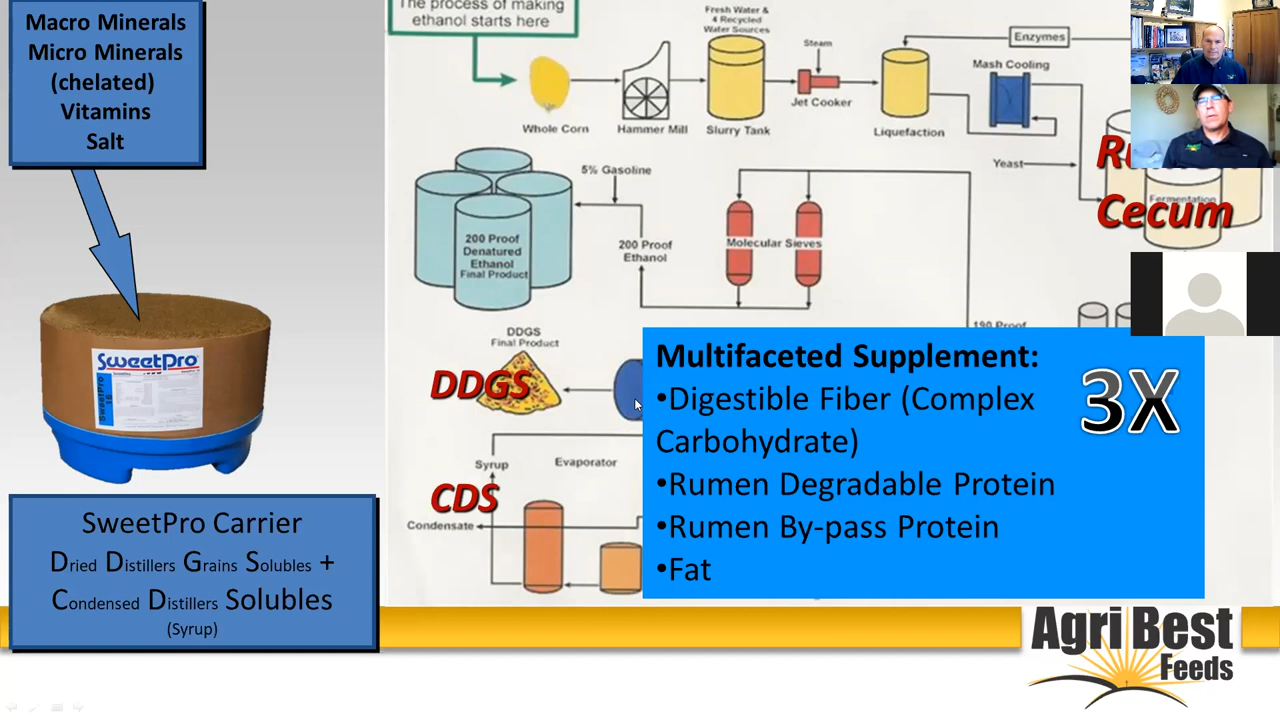 Macro Minerals
Micro Minerals
(chelated)
Vitamins
Salt
SweetPro
SweetPro Carrier
Dried Distillers Grains Solubles +
Condensed Distillers Solubles
(Syrup)
The process of making
ethanol starts here
Whole Corn
Hammer Mill
Fresh Water &
4 Recycled
Water Sources
Slurry Tank
Steam
Jet Cooker
Enzymes
Liquefaction
Mash Cooling
Yeast
Fermentation
Cecum
5% Gasoline
200 Proof
Denatured
Ethanol
Final Product
200 Proof
Ethanol
Molecular Sieves
190 Proof
DDGS
Final Product
DDGS
Syrup
Evaporator
CDS
Condensate
Multifaceted Supplement:
•Digestible Fiber (Complex
Carbohydrate)
•Rumen Degradable Protein
•Rumen By-pass Protein
•Fat
3X
Agri Best
Feeds